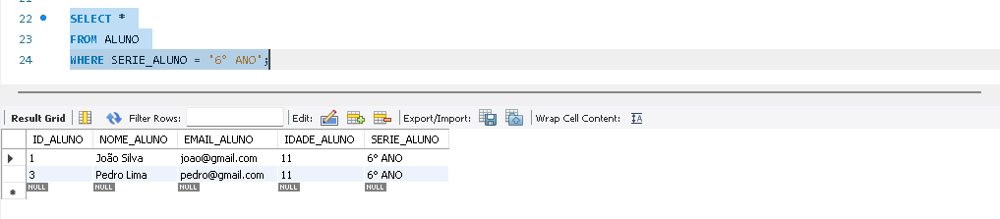 21
22 SELECT *
23 FROM ALUNO
24 WHERE SERIE_ALUNO = '6° ANO';
Result Grid Filter Rows: Edit: Export/Import: Wrap Cell Content: IA
ID_ALUNO NOME_ALUNO EMAIL_ALUNO IDADE_ALUNO SERIE_ALUNO
1 João Silva joao@gmail.com 11 6° ANO
3 Pedro Lima pedro@gmail.com 11 6° ANO
NULL NULL NULL NULL NULL